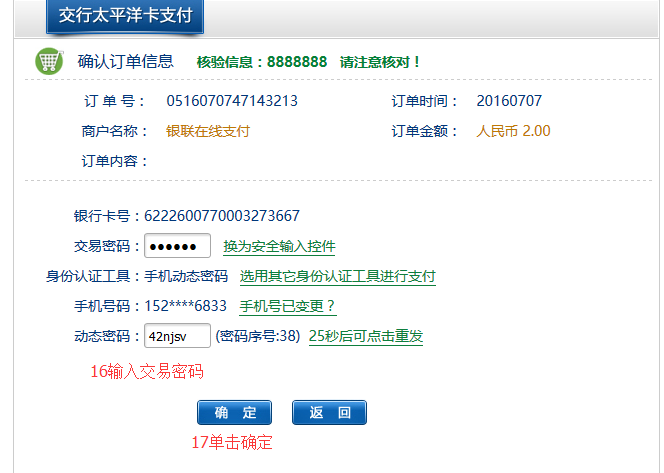 交行太平洋卡支付
确认订单信息 核验信息：8888888 请注意核对！
订 单 号： 0516070747143213 订单时间： 20160707
商户名称： 银联在线支付 订单金额： 人民币 2.00
订单内容：
银行卡号：6222600770003273667
交易密码：●●●●●● 换为安全输入控件
身份认证工具：手机动态密码 选用其它身份认证工具进行支付
手机号码：152****6833 手机号已变更？
动态密码：42njsv (密码序号:38) 25秒后可点击重发
16输入交易密码
确 定 返 回
17单击确定